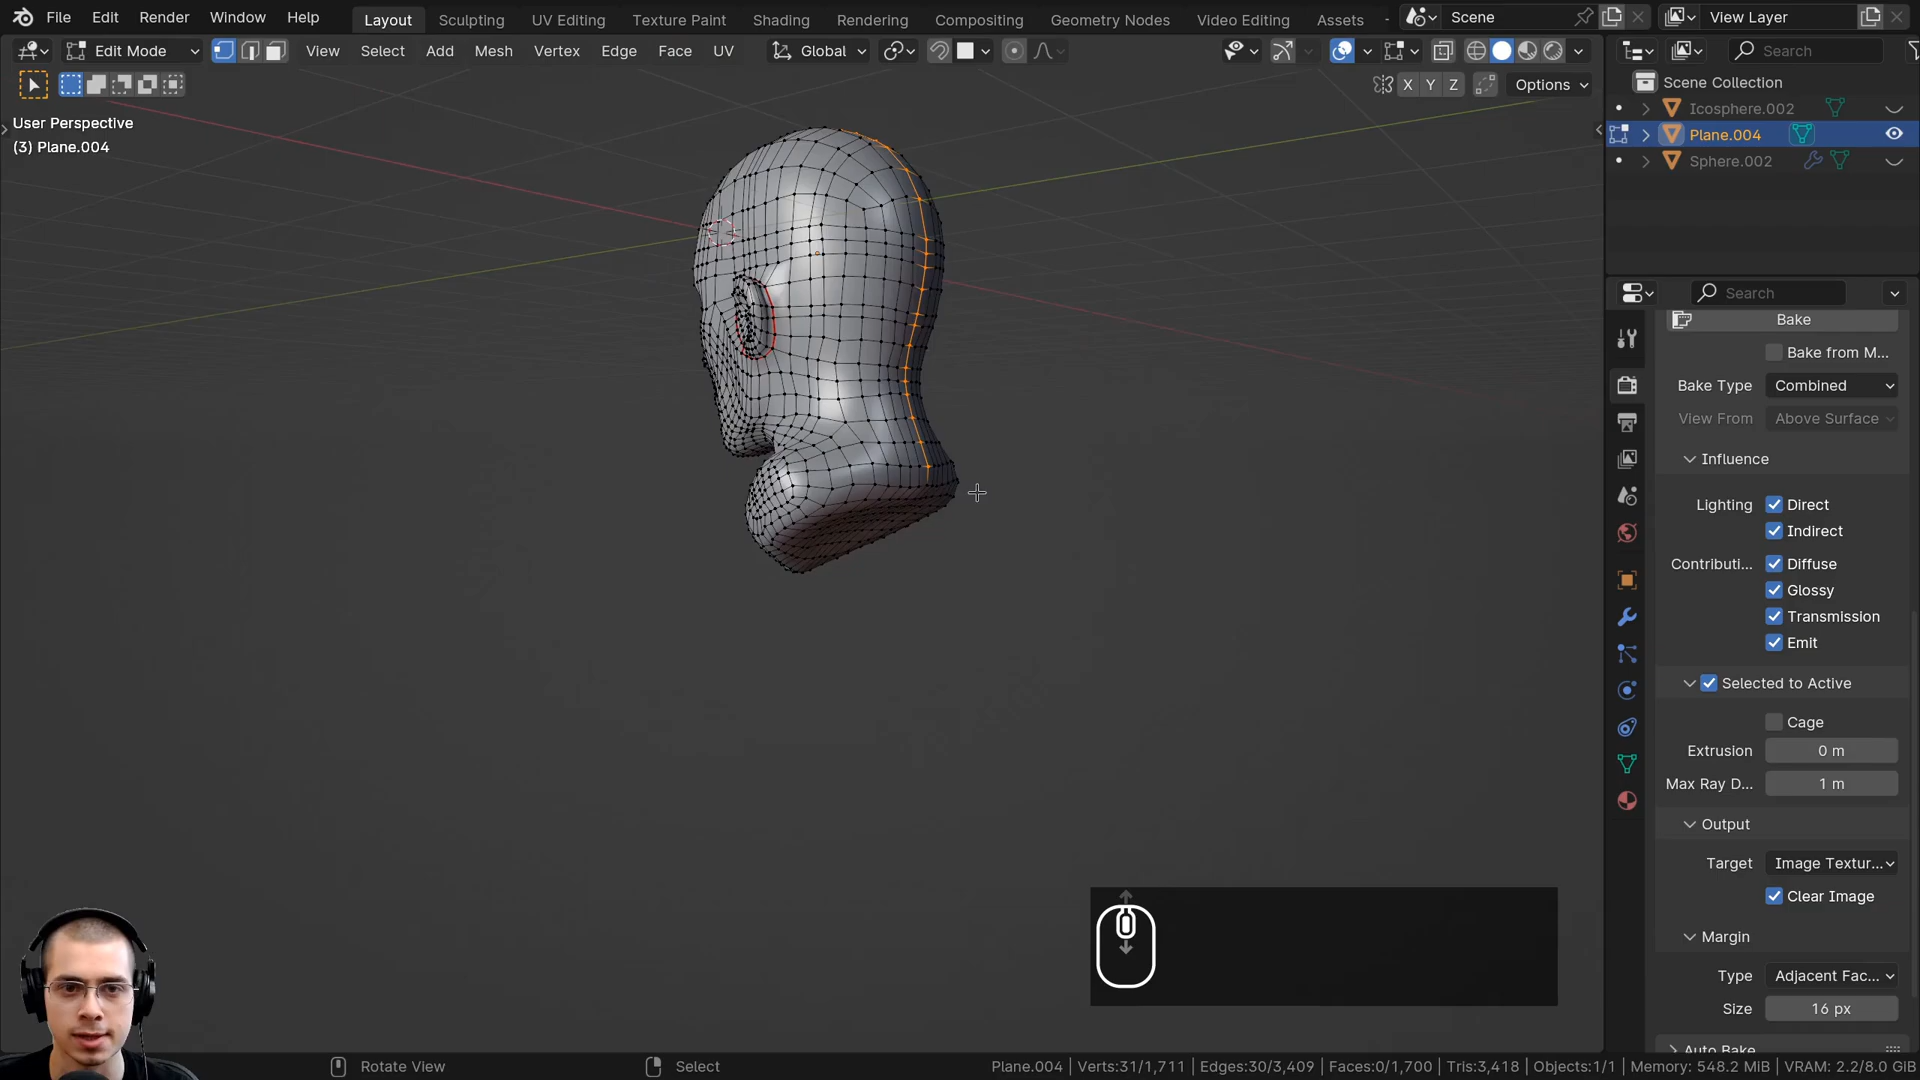 File Edit Render Window Help Layout Sculpting UV Editing Texture Paint Shading Rendering Compositing Geometry Nodes Video Editing Assets Scene View Layer
Edit Mode View Select Add Mesh Vertex Edge Face UV Global Search
X Y Z Options
Scene Collection
Icosphere.002
Plane.004
Sphere.002
User Perspective
(3) Plane.004
Search
Bake
Bake from M...
Bake Type Combined
View From Above Surface
Influence
Lighting Direct
Indirect
Contributi... Diffuse
Glossy
Transmission
Emit
Selected to Active
Cage
Extrusion 0 m
Max Ray D... 1 m
Output
Target Image Textur...
Clear Image
Margin
Type Adjacent Fac...
Size 16 px
Auto Bake
Rotate View Select Plane.004 | Verts:31/1,711 | Edges:30/3,409 | Faces:0/1,700 | Tris:3,418 | Objects:1/1 | Memory: 548.2 MiB | VRAM: 2.2/8.0 GiB